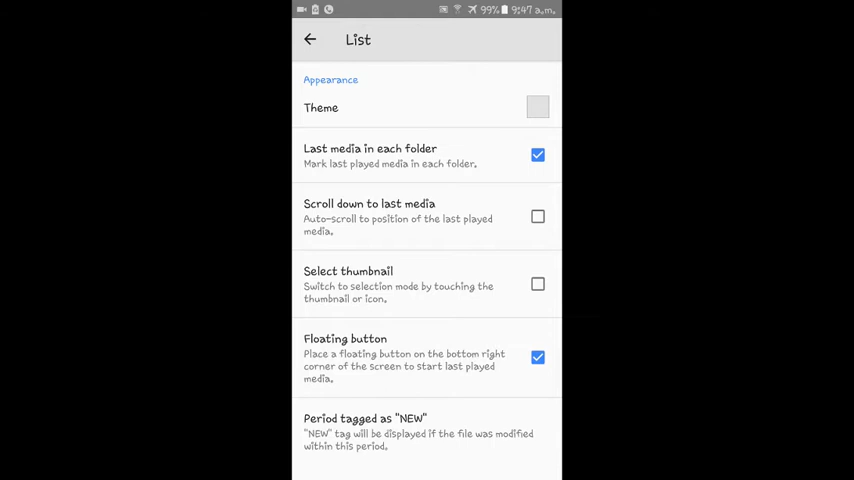 99% 9:47 a.m.
List
Appearance
Theme
Last media in each folder
Mark last played media in each folder.
Scroll down to last media
Auto-scroll to position of the last played
media.
Select thumbnail
Switch to selection mode by touching the
thumbnail or icon.
Floating button
Place a floating button on the bottom right
corner of the screen to start last played
media.
Period tagged as "NEW"
"NEW" tag will be displayed if the file was modified
within this period.